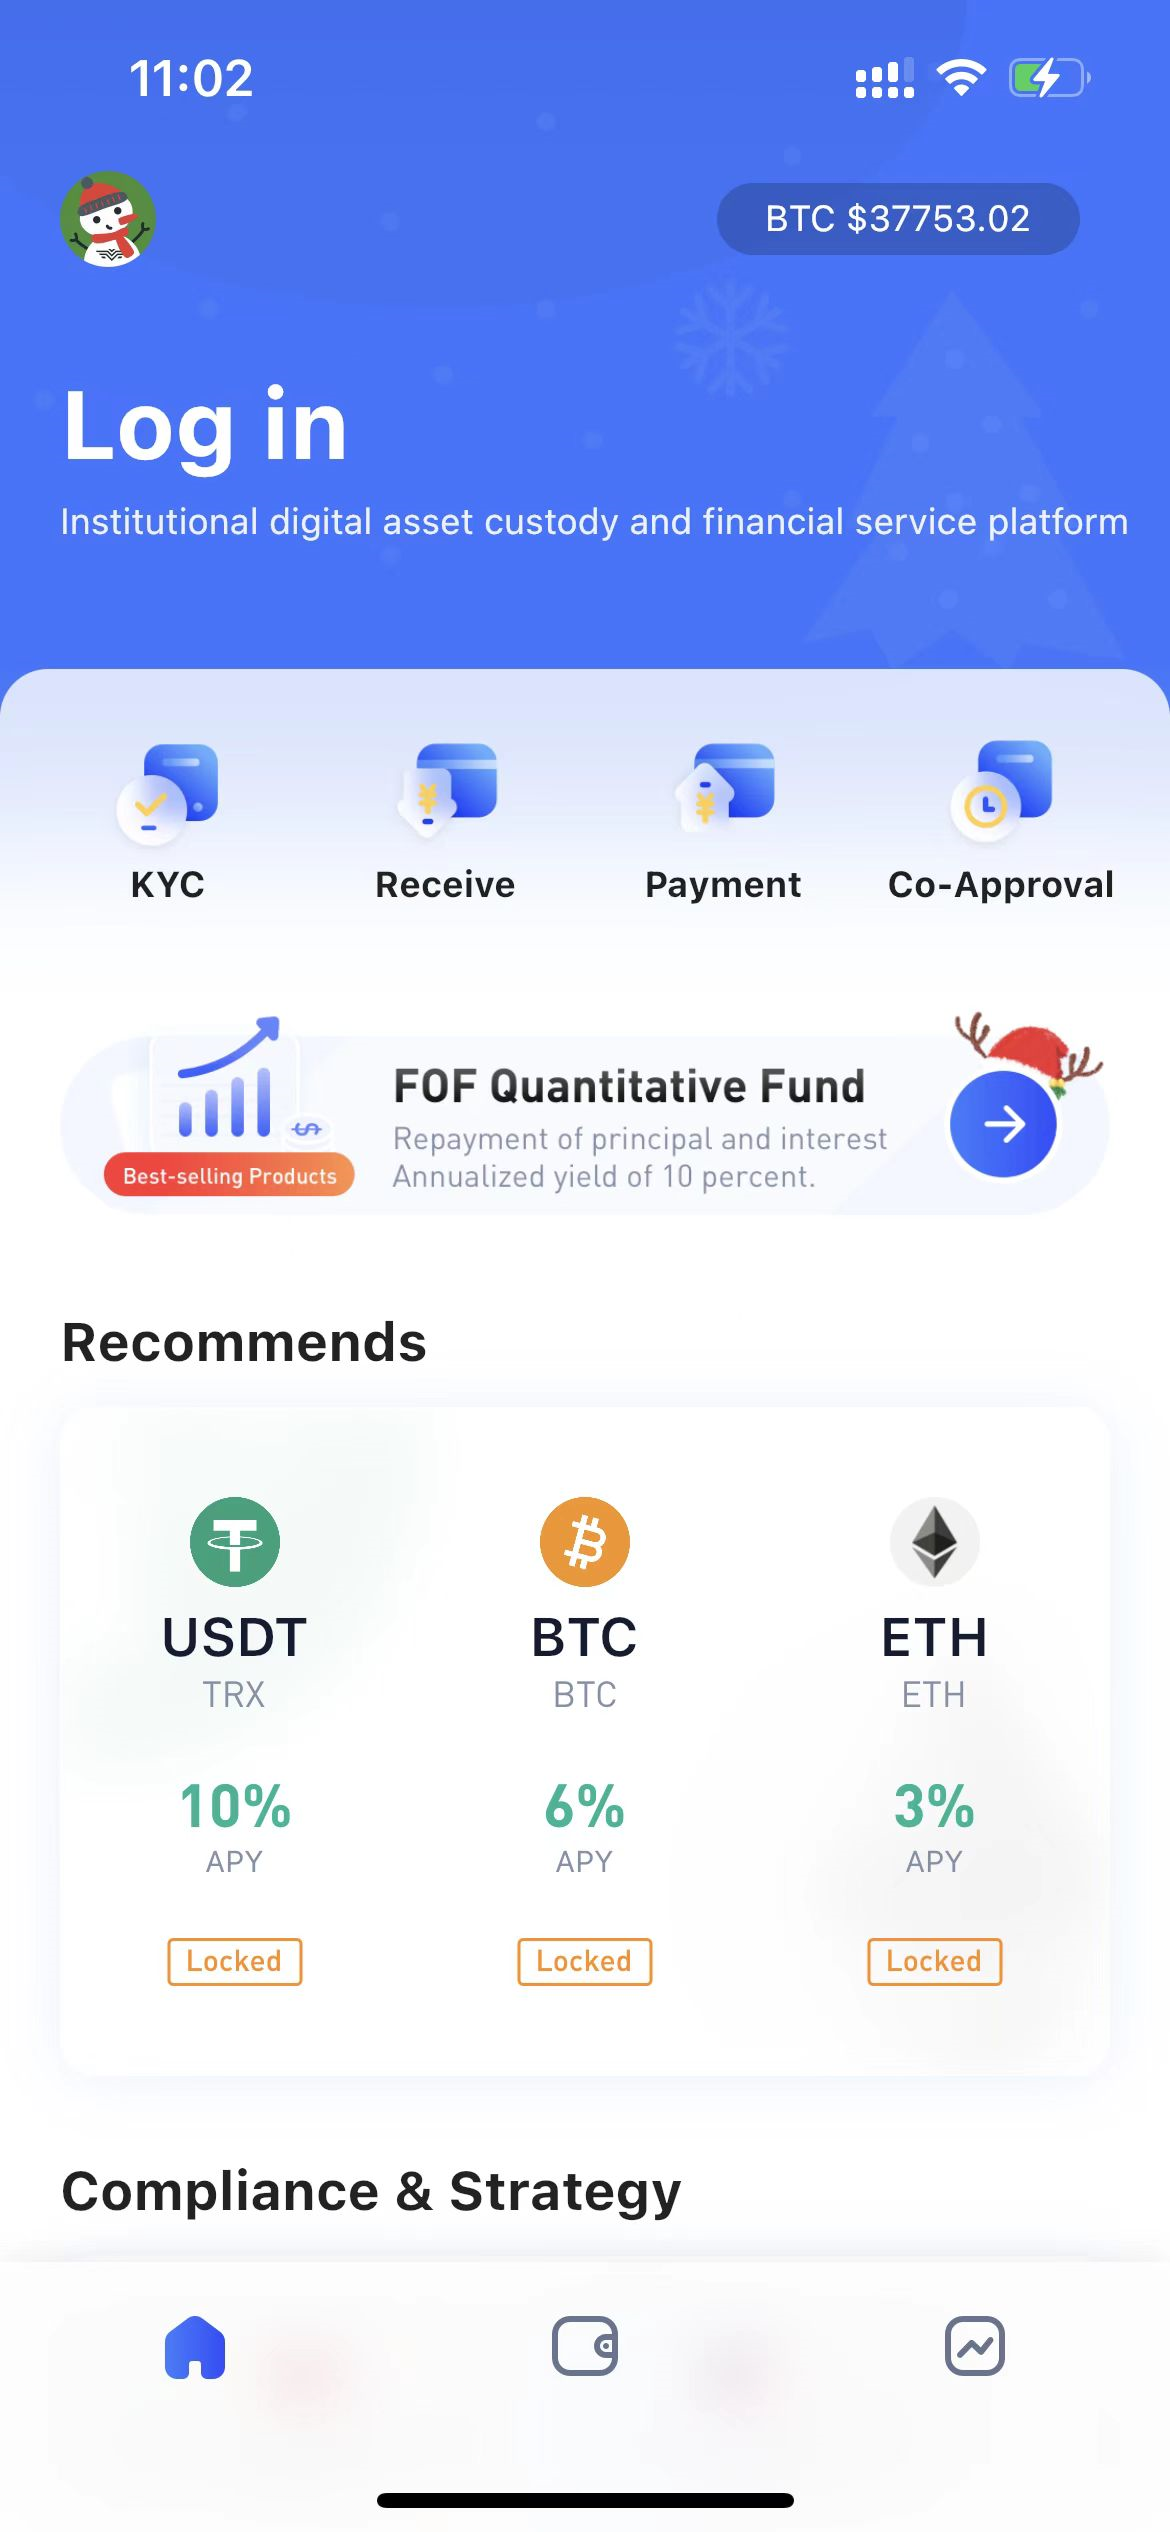 11:02
BTC $37753.02
Log in
Institutional digital asset custody and financial service platform
KYC
Receive
Payment
Co-Approval
FOF Quantitative Fund
Repayment of principal and interest
Annualized yield of 10 percent.
Best-selling Products
Recommends
USDT
BTC
ETH
TRX
BTC
ETH
10%
6%
3%
APY
APY
APY
Locked
Locked
Locked
Compliance & Strategy